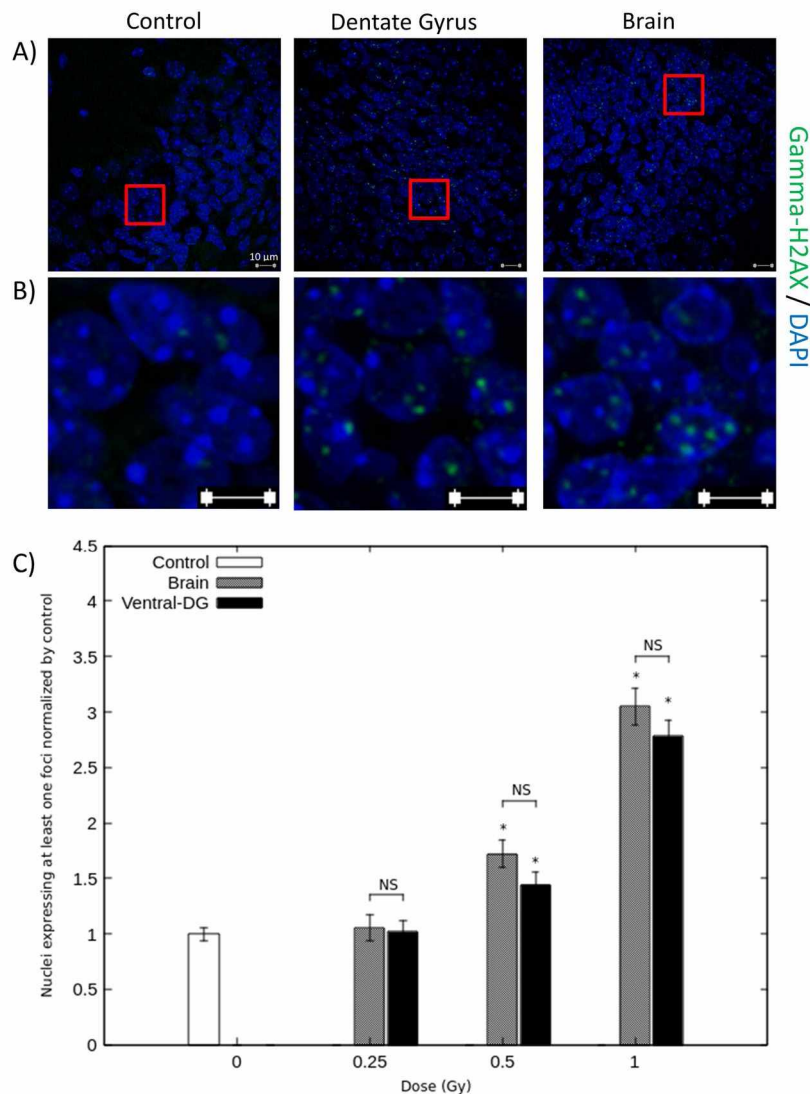 Control
Dentate Gyrus
Brain
A)
10 µm
B)
Gamma-H2AX / DAPI
C)
Control
Brain
Ventral-DG
Nuclei expressing at least one foci normalized by control
4.5
4
3.5
3
2.5
2
1.5
1
0.5
0
NS
*
*
NS
*
*
NS
0
0.25
0.5
1
Dose (Gy)